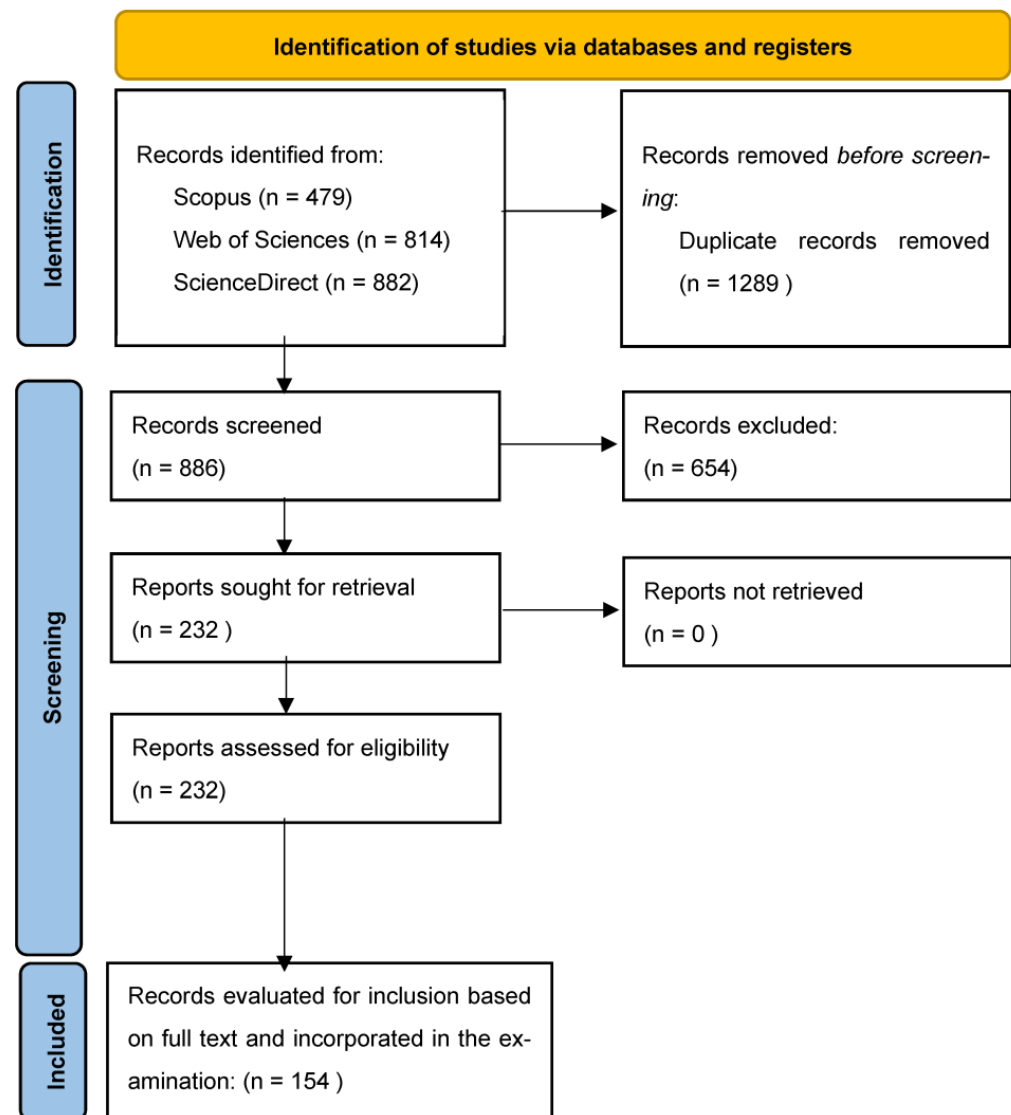 Identification of studies via databases and registers
Identification
Records identified from:
Scopus (n = 479)
Web of Sciences (n = 814)
ScienceDirect (n = 882)
Records removed before screen-
ing:
Duplicate records removed
(n = 1289 )
Screening
Records screened
(n = 886)
Records excluded:
(n = 654)
Reports sought for retrieval
(n = 232 )
Reports not retrieved
(n = 0 )
Reports assessed for eligibility
(n = 232)
Included
Records evaluated for inclusion based
on full text and incorporated in the ex-
amination: (n = 154 )